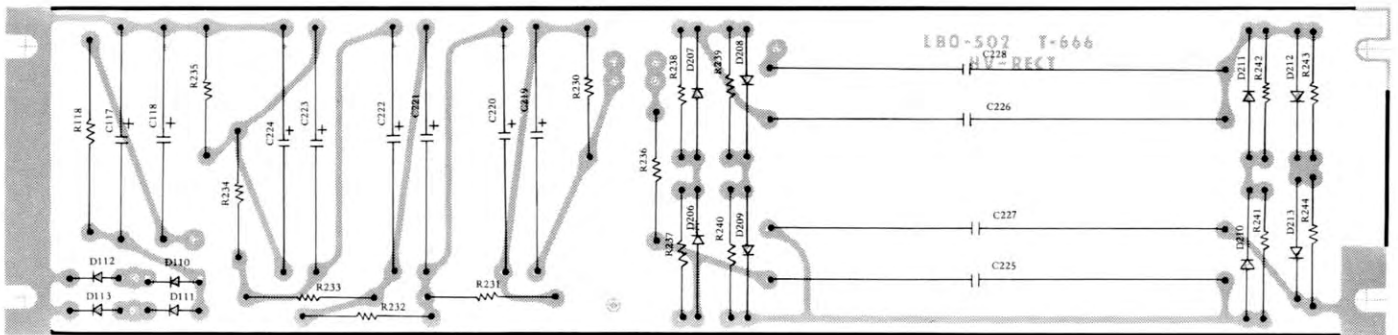 LBO-502 T-666
HV-RECT
R118
C117
C118
R235
C224
C223
C222
C221
C220
C219
R230
R234
R236
R238
D207
R239
D208
C228
C226
D211
R242
D212
R243
R237
D206
R240
D209
C227
C225
D210
R241
D213
R244
D112
D110
D113
D111
R233
R232
R231